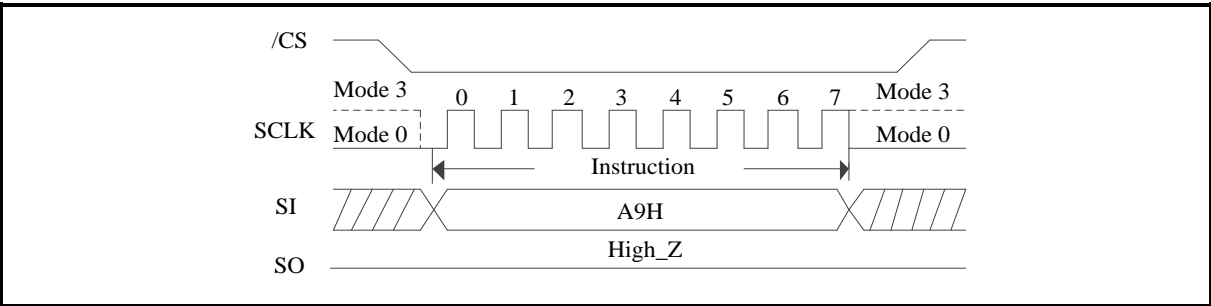 /CS
Mode 3 0 1 2 3 4 5 6 7 Mode 3
SCLK Mode 0 Mode 0
Instruction
SI A9H
High_Z
SO